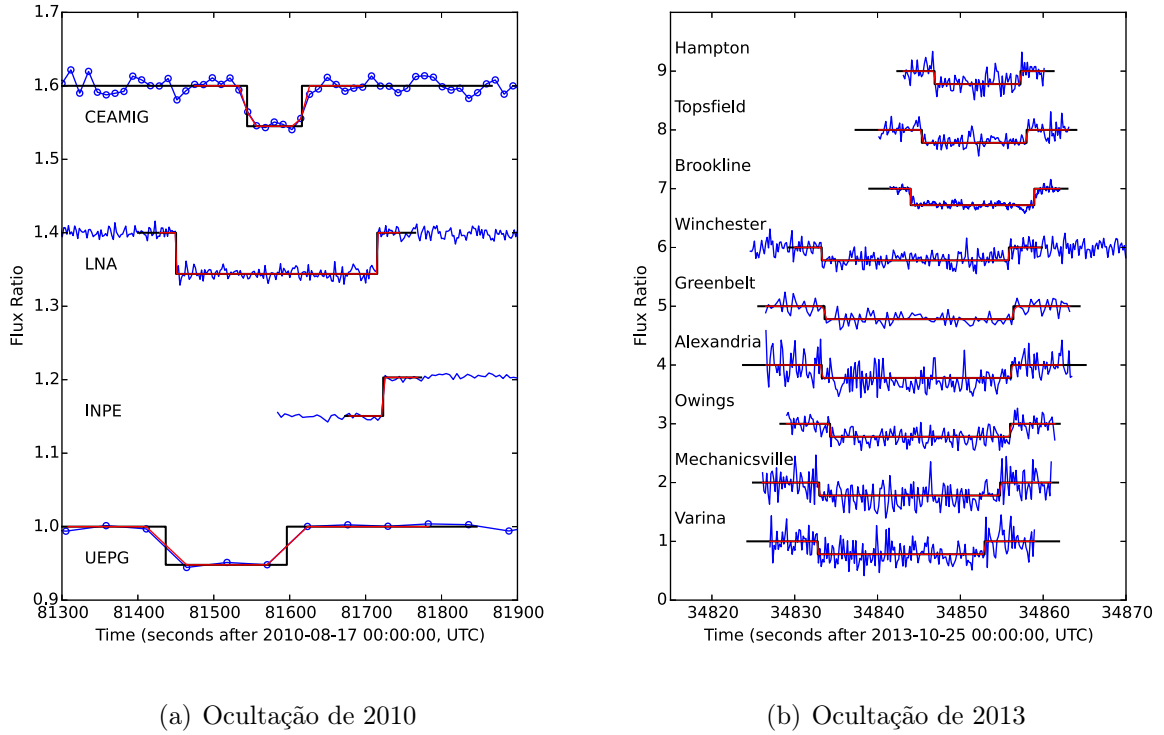 1.7
1.6
1.5
1.4
1.3
1.2
1.1
1.0
0.9
Flux Ratio
CEAMIG
LNA
INPE
UEPG
81300 81400 81500 81600 81700 81800 81900
Time (seconds after 2010-08-17 00:00:00, UTC)
(a) Ocultação de 2010
9
8
7
6
5
4
3
2
1
Flux Ratio
Hampton
Topsfield
Brookline
Winchester
Greenbelt
Alexandria
Owings
Mechanicsville
Varina
34820 34830 34840 34850 34860 34870
Time (seconds after 2013-10-25 00:00:00, UTC)
(b) Ocultação de 2013